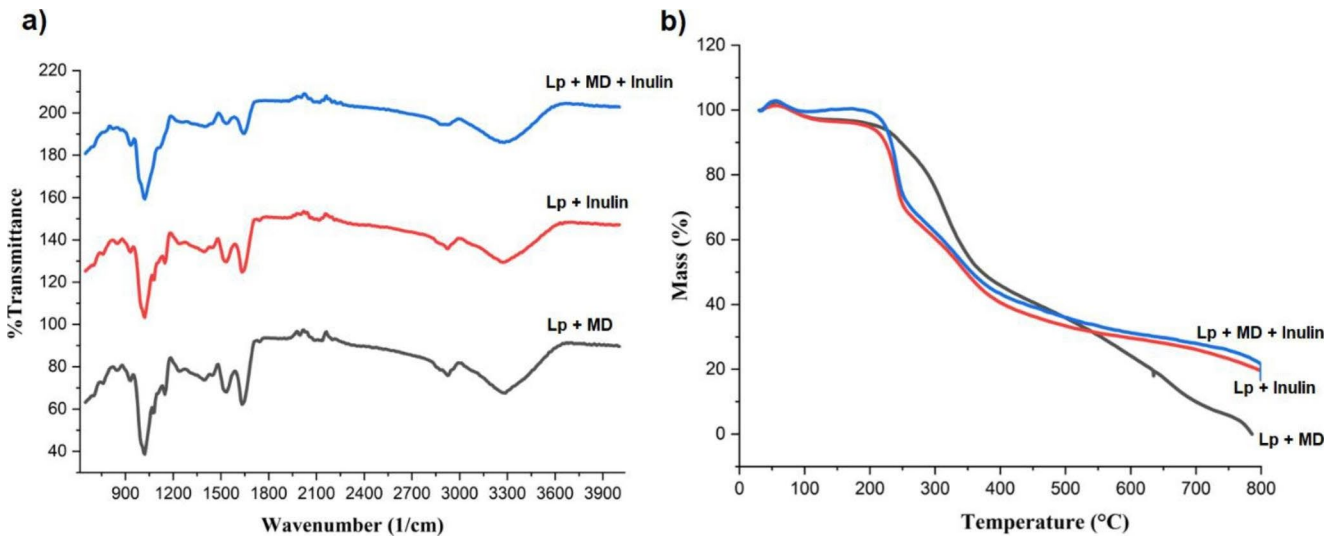 a)
220
200
180
160
140
120
100
80
60
40
%Transmittance
Lp + MD + Inulin
Lp + Inulin
Lp + MD
900 1200 1500 1800 2100 2400 2700 3000 3300 3600 3900
Wavenumber (1/cm)
b)
120
100
80
60
40
20
0
Mass (%)
Lp + MD + Inulin
Lp + Inulin
Lp + MD
0 100 200 300 400 500 600 700 800
Temperature (°C)